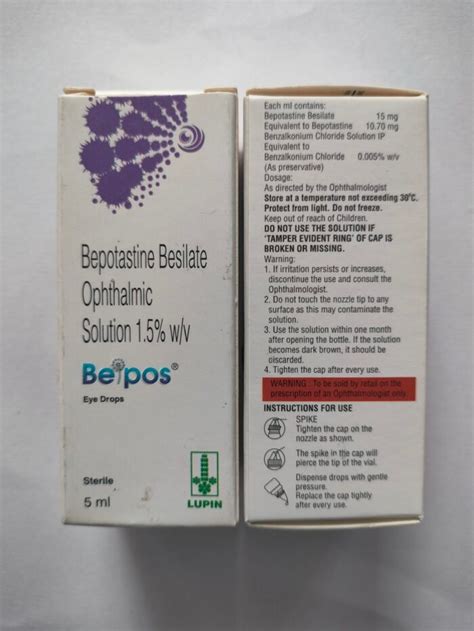 Bepotastine Besilate
Ophthalmic
Solution 1.5% w/v
Beipos®
Eye Drops
Sterile
5 ml
LUPIN
Each ml contains:
Bepotastine Besilate 15 mg
Equivalent to Bepotastine 10.70 mg
Benzalkonium Chloride Solution IP
Equivalent to
Benzalkonium Chloride 0.005% w/v
(As preservative)
Dosage:
As directed by the Ophthalmologist
Store at a temperature not exceeding 30°C.
Protect from light. Do not freeze.
Keep out of reach of Children.
DO NOT USE THE SOLUTION IF
'TAMPER EVIDENT RING' OF CAP IS
BROKEN OR MISSING.
Warning:
1. If irritation persists or increases,
discontinue the use and consult the
Ophthalmologist.
2. Do not touch the nozzle tip to any
surface as this may contaminate the
solution.
3. Use the solution within one month
after opening the bottle. If the solution
becomes dark brown, it should be
discarded.
4. Tighten the cap after every use.
WARNING : To be sold by retail on the
prescription of an Ophthalmologist only.
INSTRUCTIONS FOR USE
SPIKE
Tighten the cap on the
nozzle as shown.
The spike in the cap will
pierce the tip of the vial.
Dispense drops with gentle
pressure.
Replace the cap tightly
after every use.